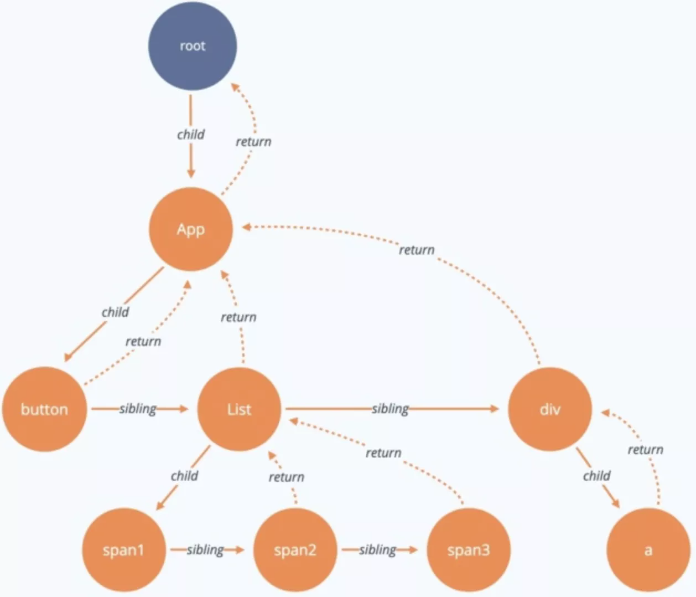 root
child
return
App
return
child
return
return
button
sibling
List
sibling
div
child
return
return
child
return
span1
sibling
span2
sibling
span3
a